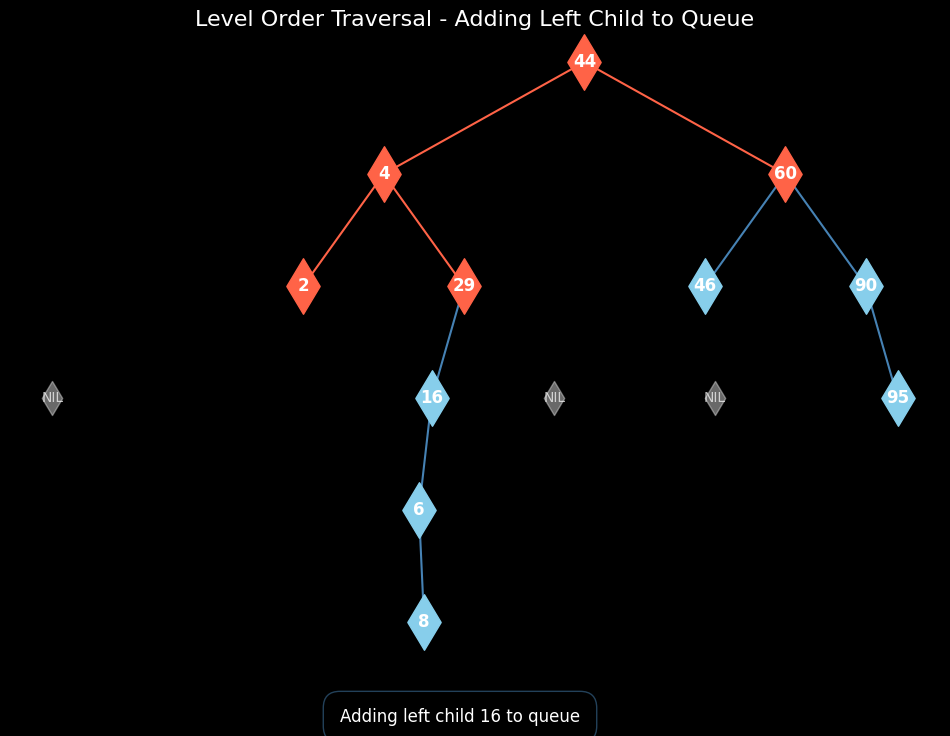 Level Order Traversal - Adding Left Child to Queue
44
4
60
2
29
46
90
NIL
16
NIL
NIL
95
6
8
Adding left child 16 to queue